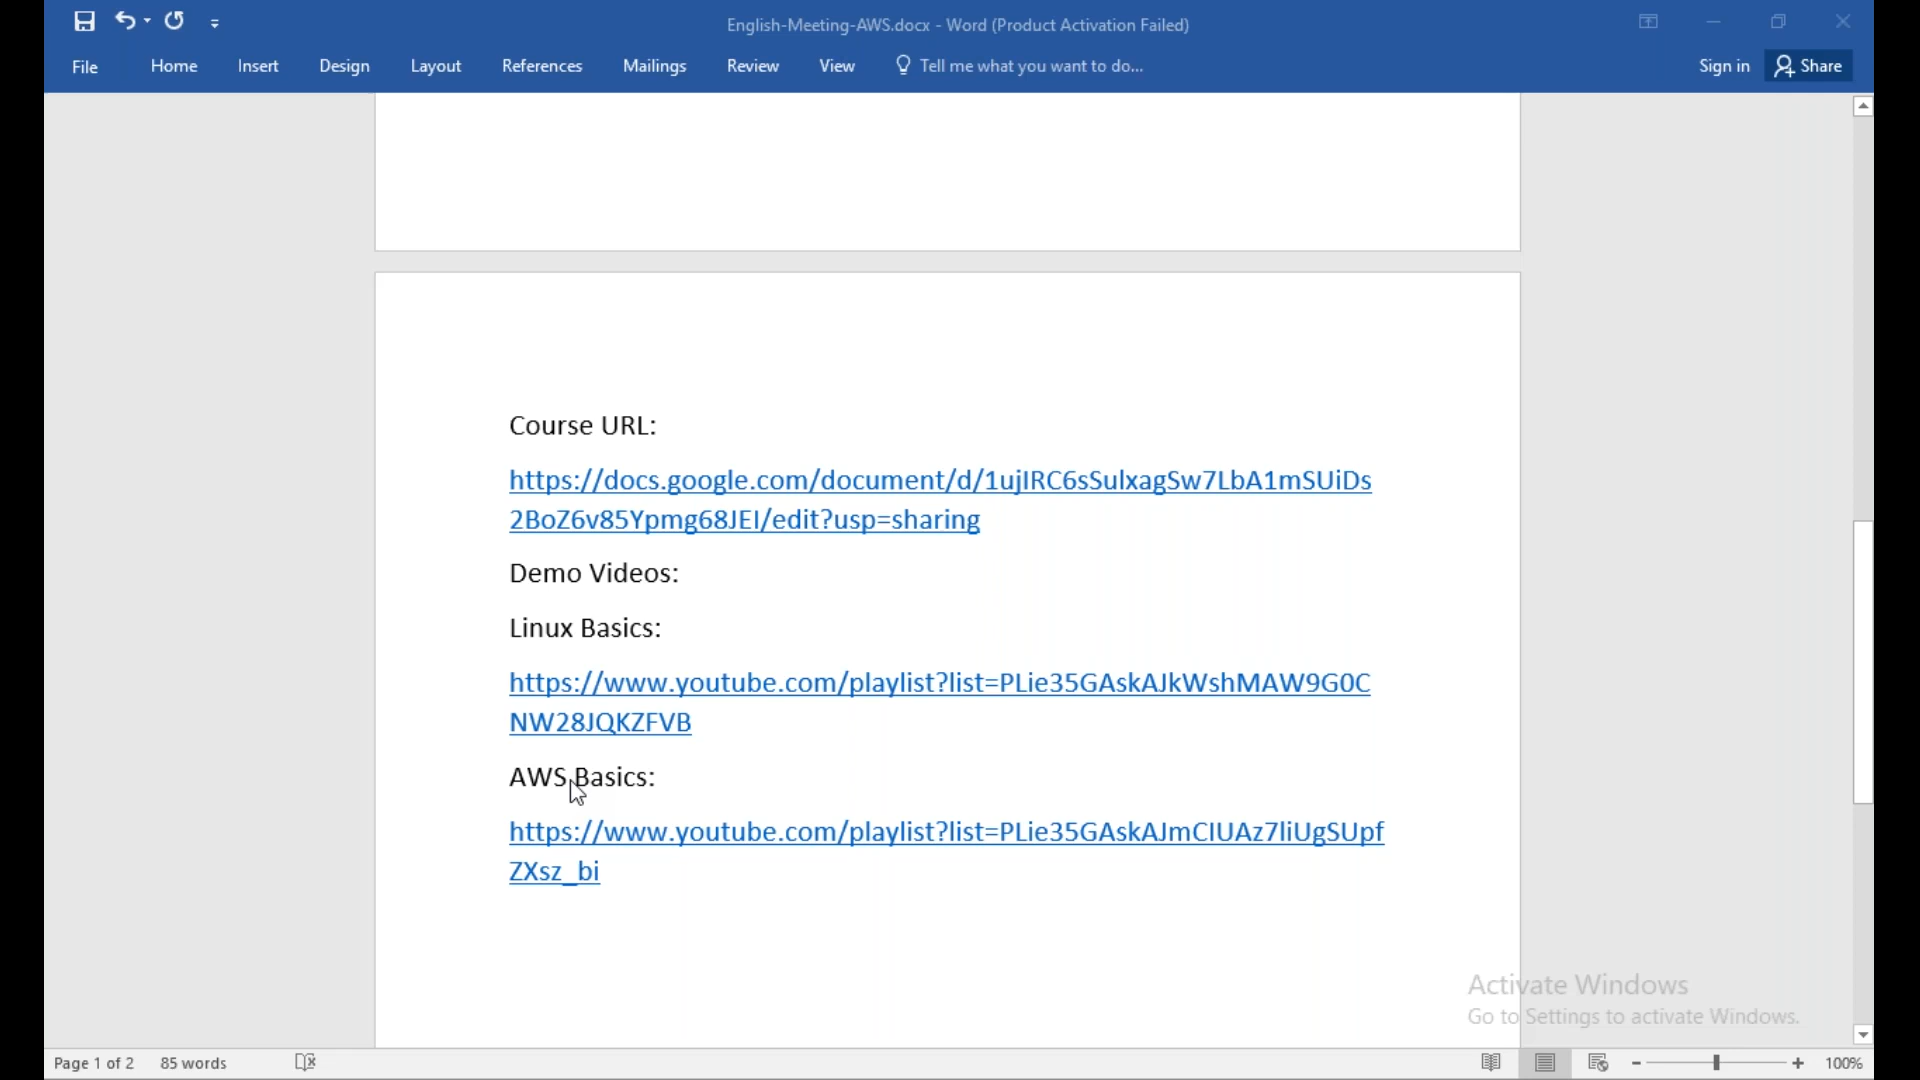 English-Meeting-AWS.docx - Word (Product Activation Failed)
File Home Insert Design Layout References Mailings Review View Tell me what you want to do... Sign in Share
Course URL:
https://docs.google.com/document/d/1ujIRC6sSulxagSw7LbA1mSUiDs
2BoZ6v85Ypmg68JEI/edit?usp=sharing
Demo Videos:
Linux Basics:
https://www.youtube.com/playlist?list=PLie35GAskAJkWshMAW9G0C
NW28JQKZFVB
AWS Basics:
https://www.youtube.com/playlist?list=PLie35GAskAJmCIUAz7liUgSUpf
ZXsz_bi
Activate Windows
Go to Settings to activate Windows.
Page 1 of 2 85 words 100%